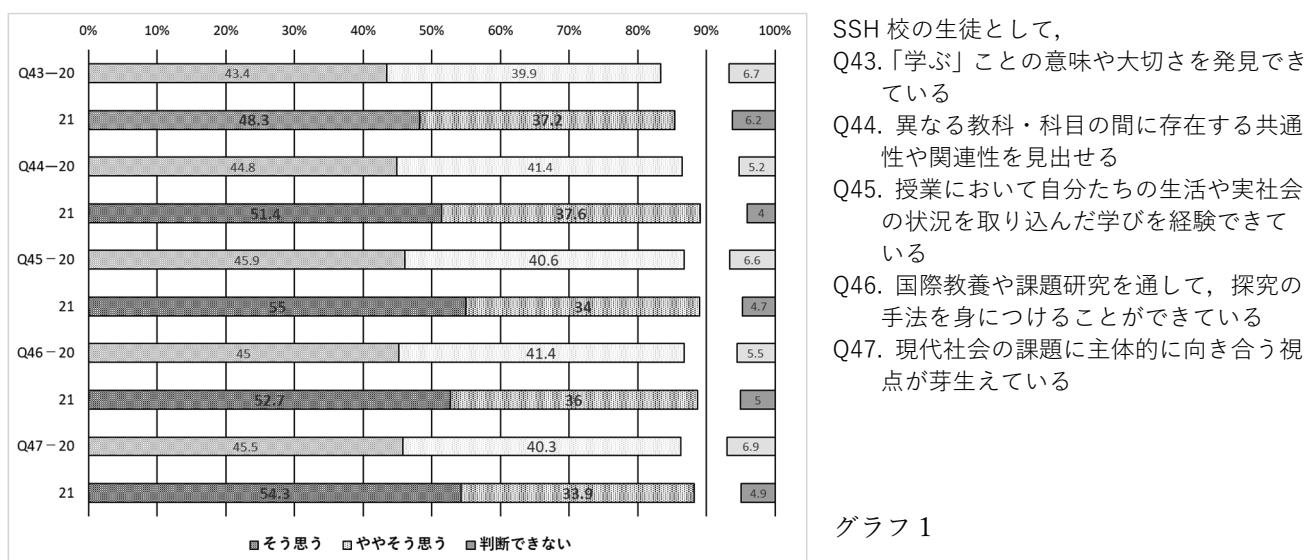 0% 10% 20% 30% 40% 50% 60% 70% 80% 90% 100%
Q43－20 43.4 39.9 6.7
21 48.3 37.2 6.2
Q44－20 44.8 41.4 5.2
21 51.4 37.6 4
Q45－20 45.9 40.6 6.6
21 55 34 4.7
Q46－20 45 41.4 5.5
21 52.7 36 5
Q47－20 45.5 40.3 6.9
21 54.3 33.9 4.9
そう思う ややそう思う 判断できない
SSH 校の生徒として，
Q43.「学ぶ」ことの意味や大切さを発見でき
ている
Q44. 異なる教科・科目の間に存在する共通
性や関連性を見出せる
Q45. 授業において自分たちの生活や実社会
の状況を取り込んだ学びを経験できて
いる
Q46. 国際教養や課題研究を通して，探究の
手法を身につけることができている
Q47. 現代社会の課題に主体的に向き合う視
点が芽生えている
グラフ 1